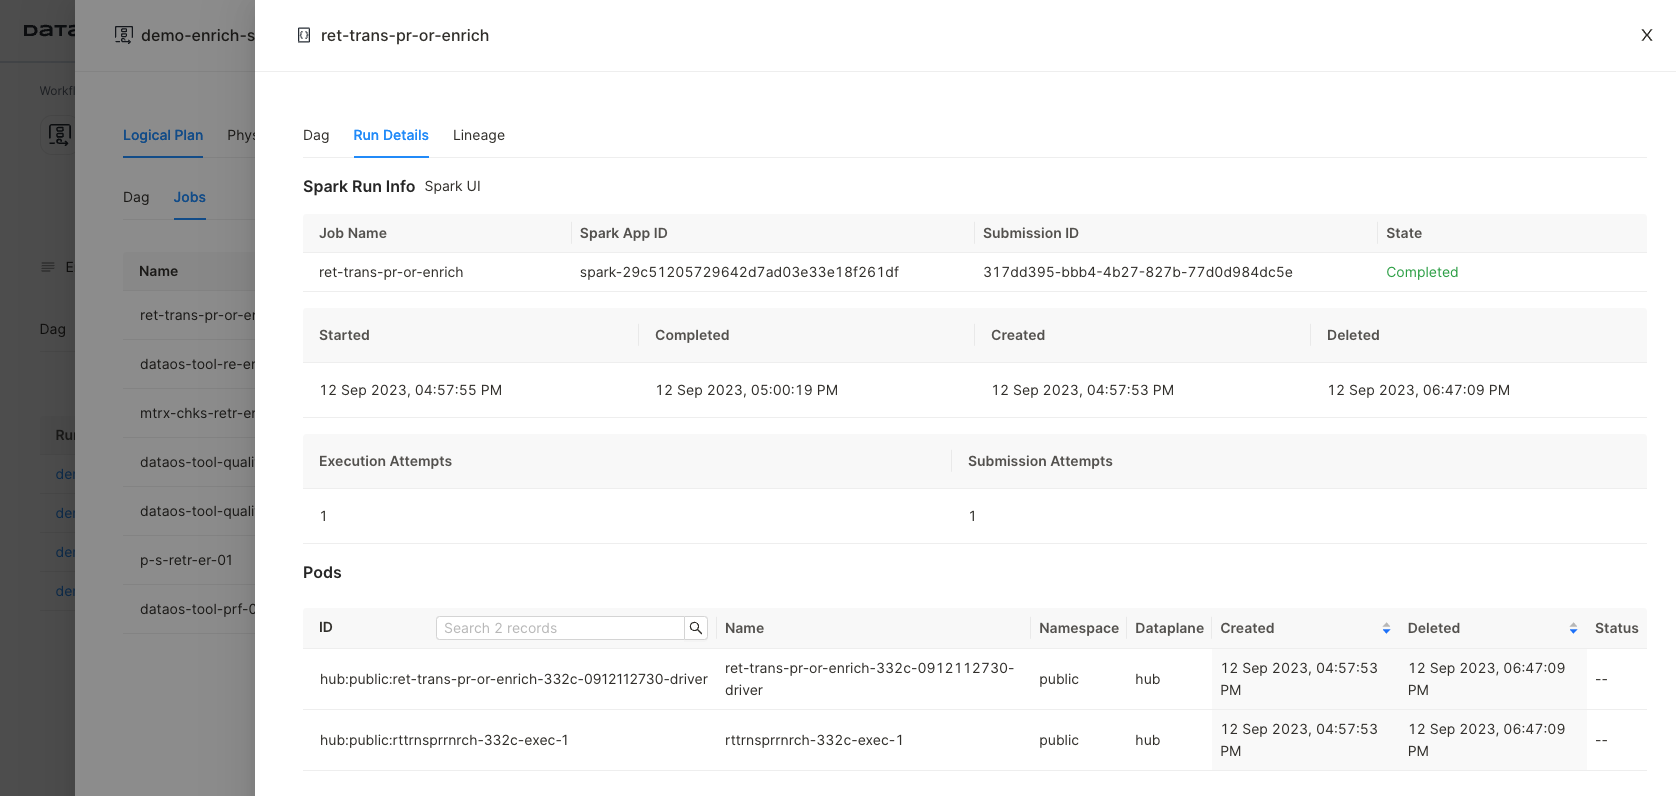 DATA
demo-enrich-s
ret-trans-pr-or-enrich
X
Workfl
Logical Plan Phys
Dag Jobs
E
Name
Dag
ret-trans-pr-or-er
dataos-tool-re-er
mtrx-chks-retr-er
dataos-tool-quali
dataos-tool-quali
p-s-retr-er-01
dataos-tool-prf-0
Ru
der
der
der
der
Dag Run Details Lineage
Spark Run Info Spark UI
Job Name Spark App ID Submission ID State
ret-trans-pr-or-enrich spark-29c51205729642d7ad03e33e18f261df 317dd395-bbb4-4b27-827b-77d0d984dc5e Completed
Started Completed Created Deleted
12 Sep 2023, 04:57:55 PM 12 Sep 2023, 05:00:19 PM 12 Sep 2023, 04:57:53 PM 12 Sep 2023, 06:47:09 PM
Execution Attempts Submission Attempts
1 1
Pods
ID Search 2 records Name Namespace Dataplane Created Deleted Status
hub:public:ret-trans-pr-or-enrich-332c-0912112730-driver ret-trans-pr-or-enrich-332c-0912112730-driver public hub 12 Sep 2023, 04:57:53 PM 12 Sep 2023, 06:47:09 PM --
hub:public:rttrnsprrnrch-332c-exec-1 rttrnsprrnrch-332c-exec-1 public hub 12 Sep 2023, 04:57:53 PM 12 Sep 2023, 06:47:09 PM --